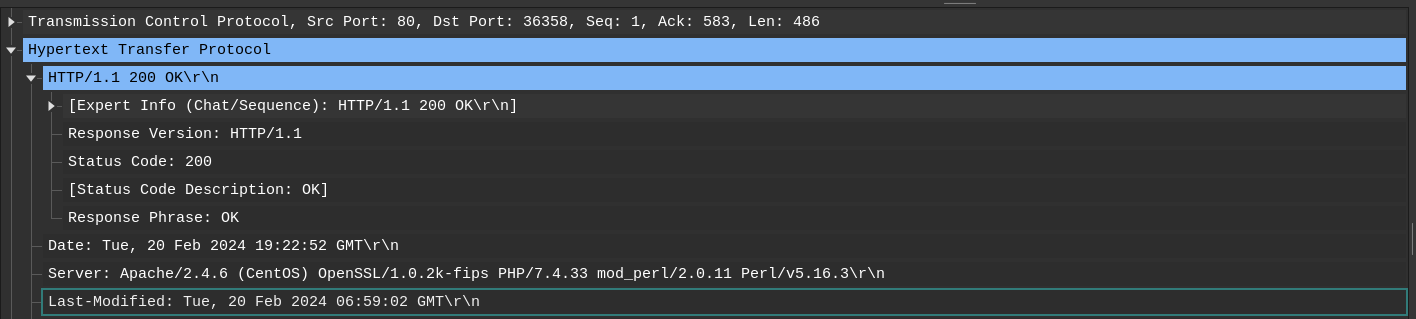 Transmission Control Protocol, Src Port: 80, Dst Port: 36358, Seq: 1, Ack: 583, Len: 486
Hypertext Transfer Protocol
HTTP/1.1 200 OK\r\n
[Expert Info (Chat/Sequence): HTTP/1.1 200 OK\r\n]
Response Version: HTTP/1.1
Status Code: 200
[Status Code Description: OK]
Response Phrase: OK
Date: Tue, 20 Feb 2024 19:22:52 GMT\r\n
Server: Apache/2.4.6 (CentOS) OpenSSL/1.0.2k-fips PHP/7.4.33 mod_perl/2.0.11 Perl/v5.16.3\r\n
Last-Modified: Tue, 20 Feb 2024 06:59:02 GMT\r\n